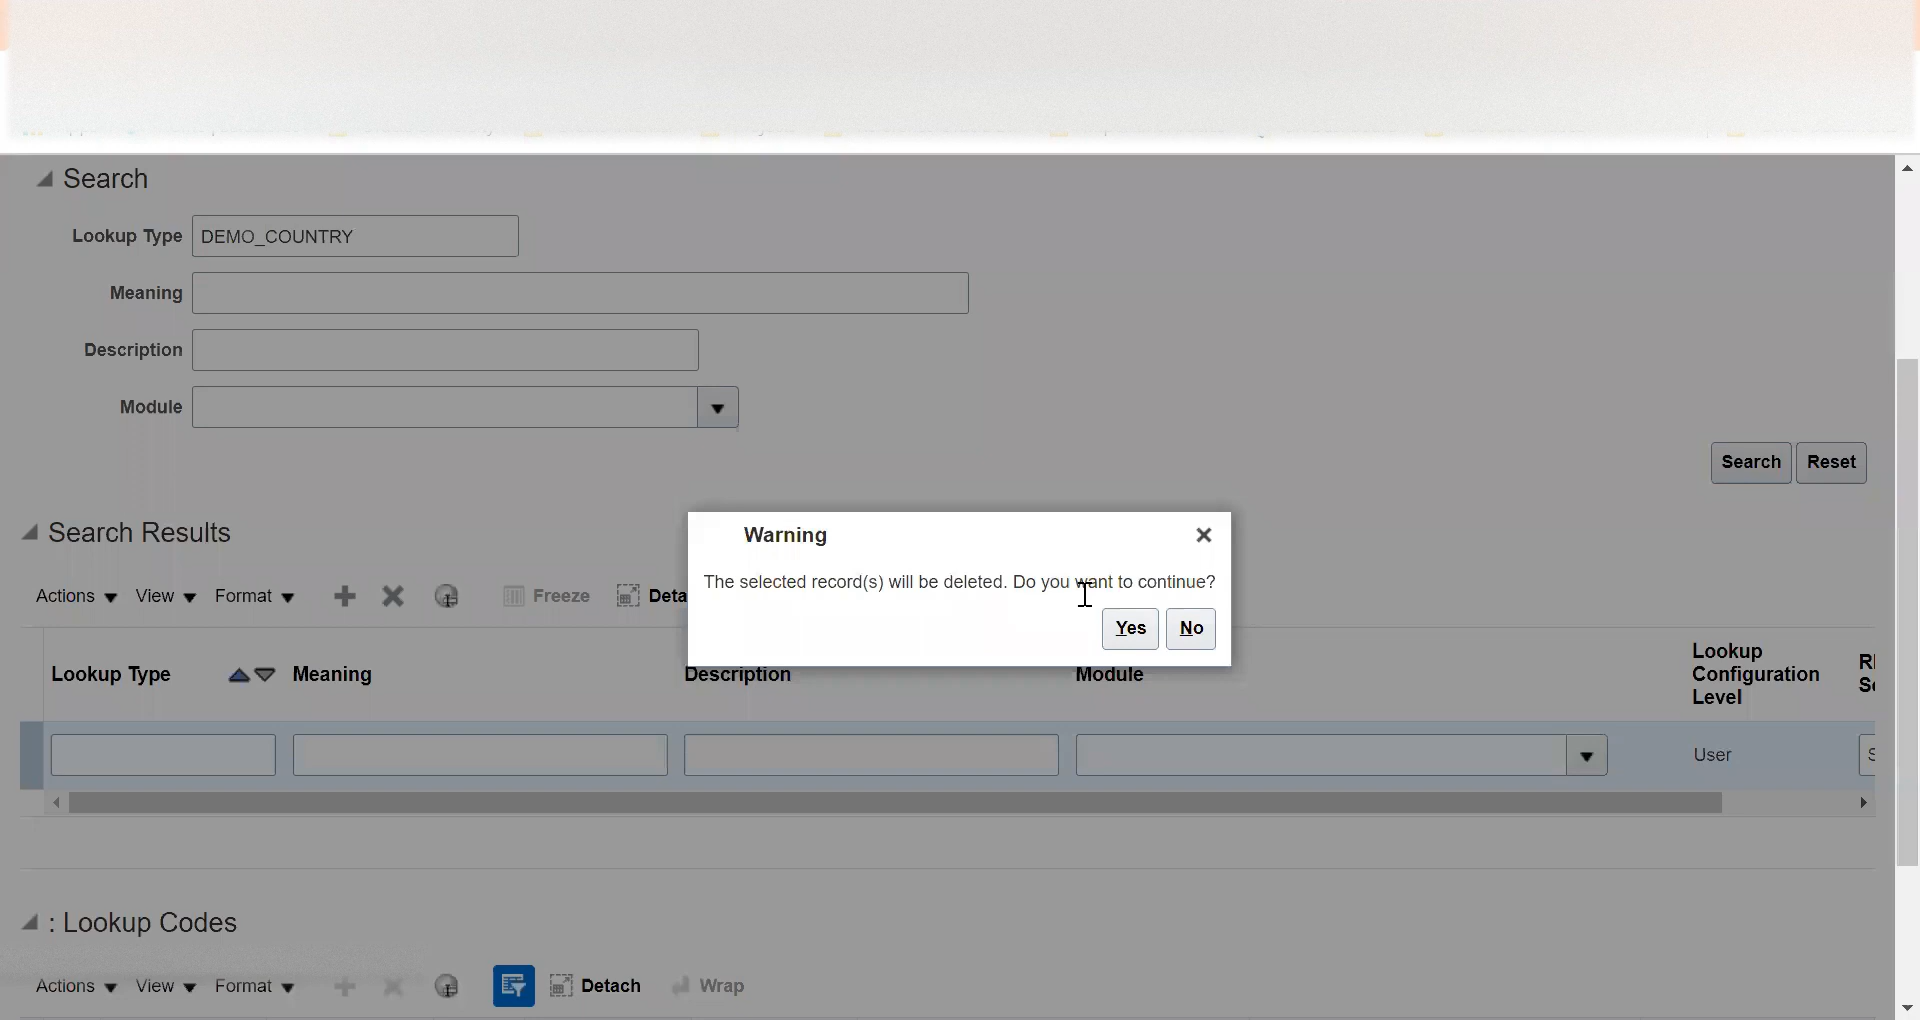 Search
Lookup Type DEMO_COUNTRY
Meaning
Description
Module
Search Reset
Search Results
Warning
The selected record(s) will be deleted. Do you want to continue?
Yes No
Actions View Format Freeze Deta
Lookup Type Meaning Description Module Lookup Configuration Level
User
: Lookup Codes
Actions View Format Detach Wrap